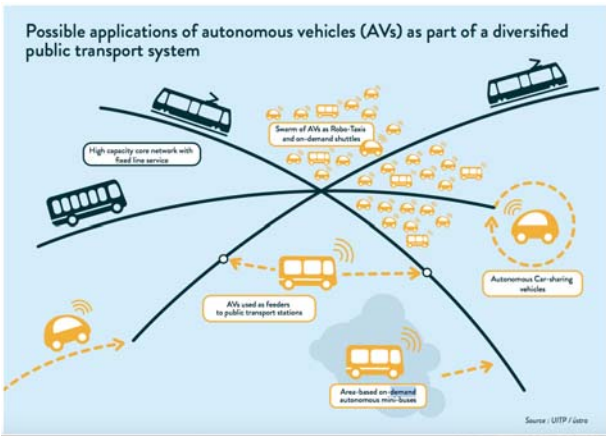 Possible applications of autonomous vehicles (AVs) as part of a diversified
public transport system
Swarm of AVs as Robo-Taxis
and on-demand shuttles
High capacity core network with
fixed line service
Autonomous Car-sharing
vehicles
AVs used as feeders
to public transport stations
Area-based on-demand
autonomous mini-buses
Source : UITP / üstra